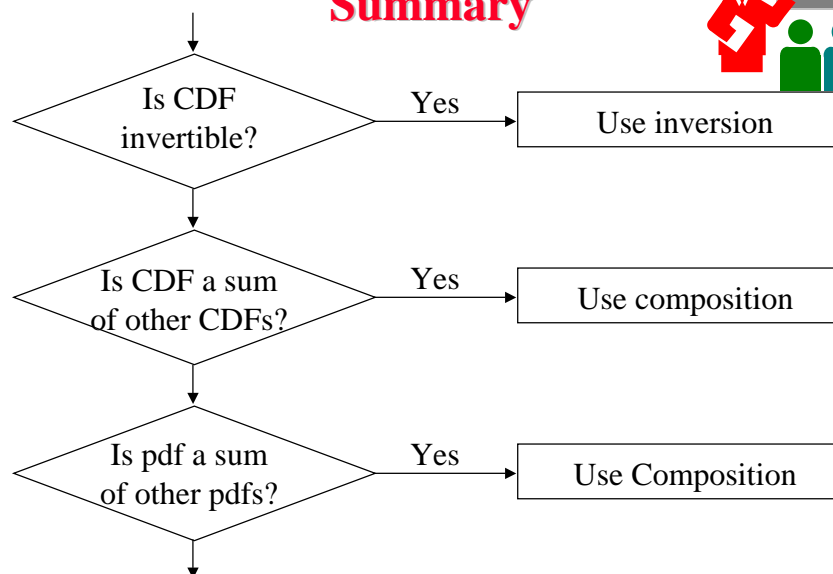 Summary
Is CDF
invertible?
Yes
Use inversion
Is CDF a sum
of other CDFs?
Yes
Use composition
Is pdf a sum
of other pdfs?
Yes
Use Composition